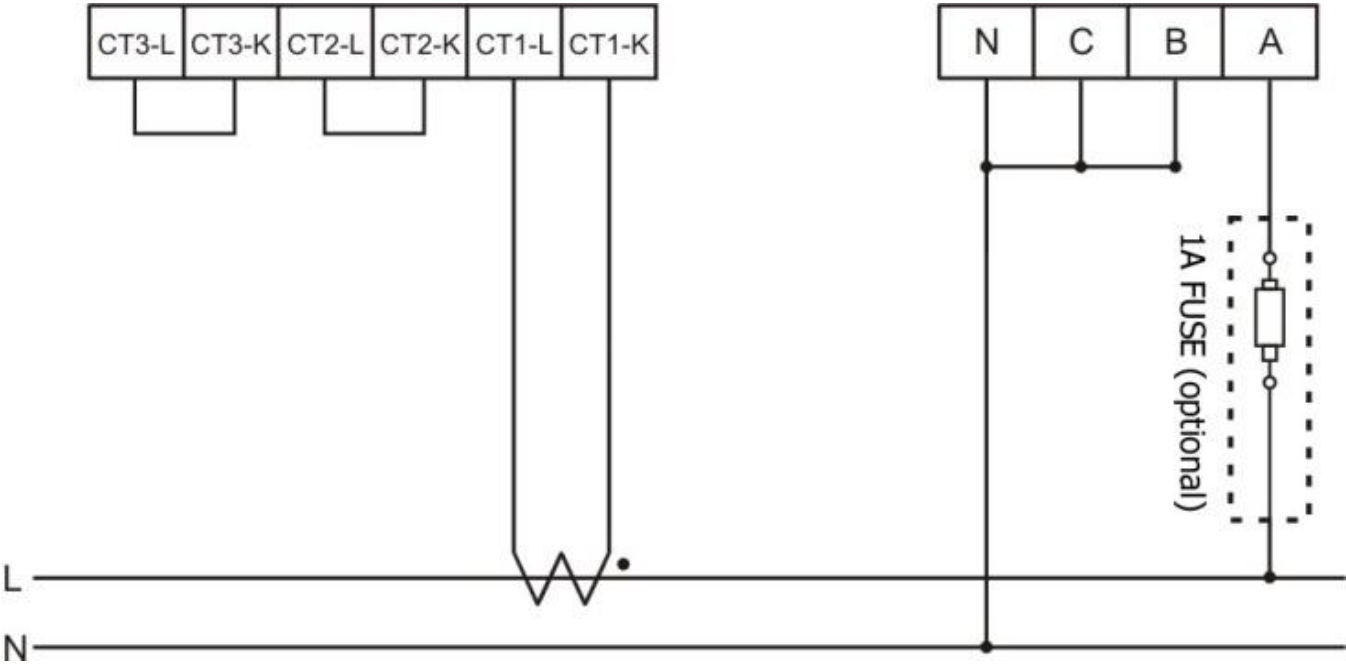 CT3-L CT3-K CT2-L CT2-K CT1-L CT1-K
N C B A
1A FUSE (optional)
L
N